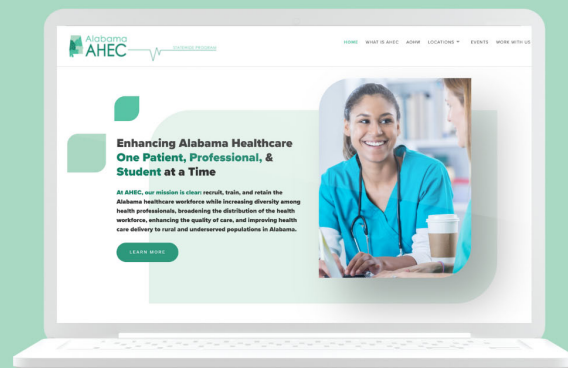 Alabama
AHEC
STATEWIDE PROGRAM
HOME WHAT IS AHEC AOHW LOCATIONS EVENTS WORK WITH US
Enhancing Alabama Healthcare
One Patient, Professional, &
Student at a Time
At AHEC, our mission is clear: recruit, train, and retain the
Alabama healthcare workforce while increasing diversity among
health professionals, broadening the distribution of the health
workforce, enhancing the quality of care, and improving health
care delivery to rural and underserved populations in Alabama.
LEARN MORE